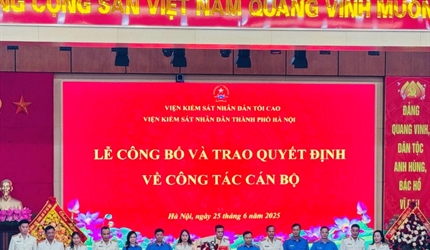 CỘNG SẢN VIỆT NAM QUANG VINH MUÔN
VIỆN KIỂM SÁT NHÂN DÂN TỐI CAO
VIỆN KIỂM SÁT NHÂN DÂN THÀNH PHỐ HÀ NỘI
LỄ CÔNG BỐ VÀ TRAO QUYẾT ĐỊNH
VỀ CÔNG TÁC CÁN BỘ
Hà Nội, ngày 25 tháng 6 năm 2025
ĐẢNG
QUANG VINH,
DÂN TỘC
ANH HÙNG,
BÁC HỒ